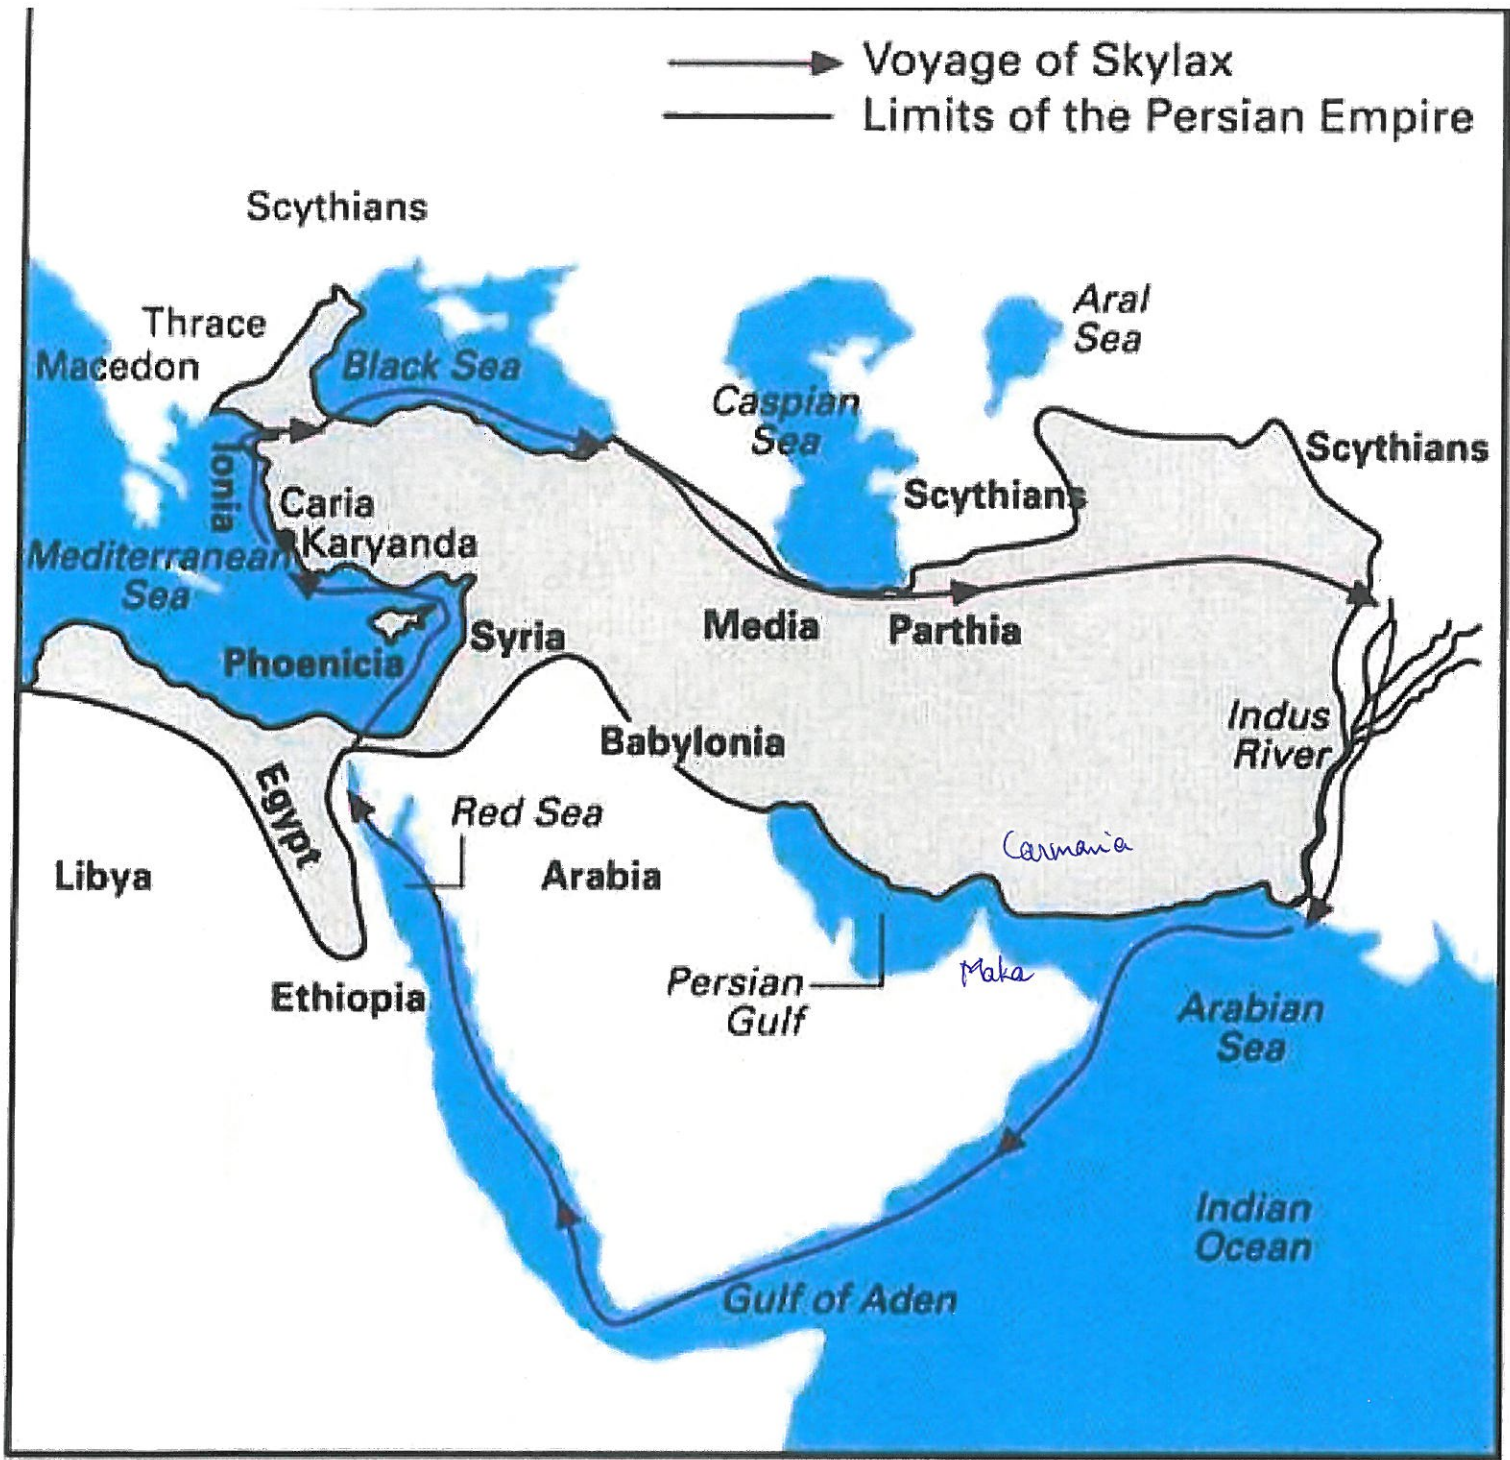 Voyage of Skylax
Limits of the Persian Empire
Scythians
Thrace
Macedon
Black Sea
Aral
Sea
Caspian
Sea
Scythians
Scythians
Ionia
Caria
Karyanda
Mediterranean
Sea
Phoenicia
Syria
Media
Parthia
Indus
River
Babylonia
Egypt
Red Sea
Libya
Arabia
Carmania
Maka
Ethiopia
Persian
Gulf
Arabian
Sea
Indian
Ocean
Gulf of Aden